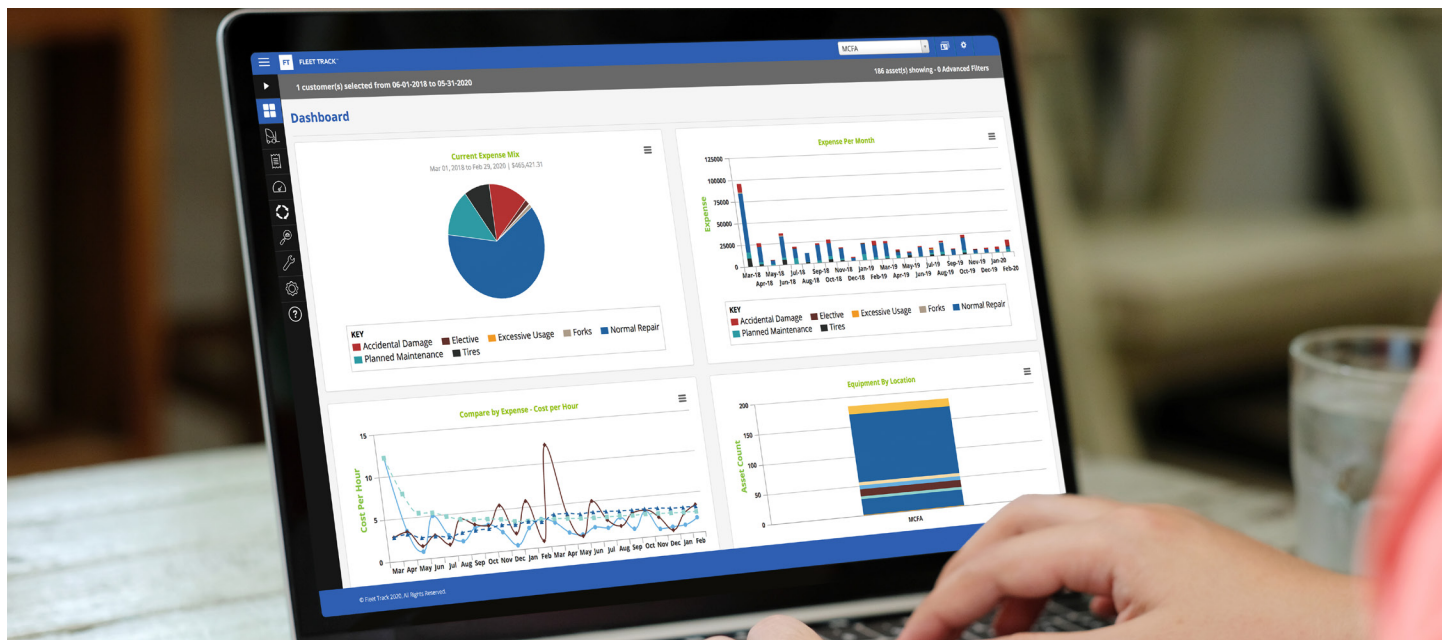 FT FLEET TRACK™ MCFA
1 customer(s) selected from 06-01-2018 to 05-31-2020 186 asset(s) showing - 0 Advanced Filters
Dashboard
Current Expense Mix
Mar 01, 2018 to Feb 29, 2020 | $465,421.31
KEY
Accidental Damage Elective Excessive Usage Forks Normal Repair
Planned Maintenance Tires
Expense Per Month
Expense
125000
100000
75000
50000
25000
0
Mar-18 May-18 Jul-18 Sep-18 Nov-18 Jan-19 Mar-19 May-19 Jul-19 Sep-19 Nov-19 Jan-20
Apr-18 Jun-18 Aug-18 Oct-18 Dec-18 Feb-19 Apr-19 Jun-19 Aug-19 Oct-19 Dec-19 Feb-20
KEY
Accidental Damage Elective Excessive Usage Forks Normal Repair
Planned Maintenance Tires
Compare by Expense - Cost per Hour
Cost Per Hour
15
10
5
0
Mar Apr May Jun Jul Aug Sep Oct Nov Dec Jan Feb Mar Apr May Jun Jul Aug Sep Oct Nov Dec Jan Feb
Equipment By Location
Asset Count
200
150
100
50
0
MCFA
© Fleet Track 2020, All Rights Reserved.
?